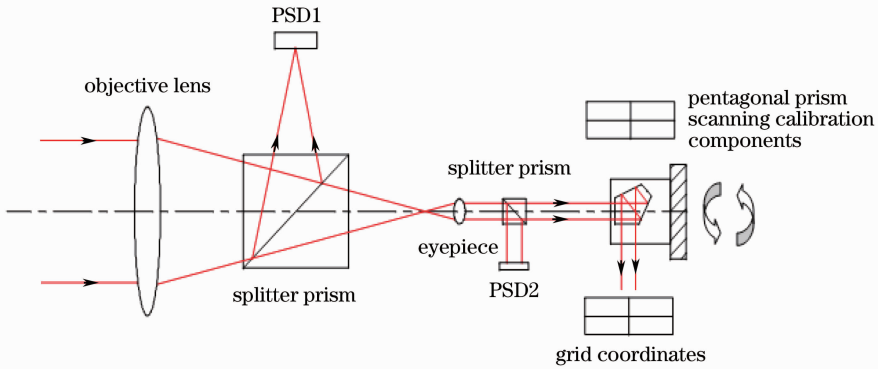 PSD1
objective lens
pentagonal prism
scanning calibration
components
splitter prism
eyepiece
splitter prism
PSD2
grid coordinates